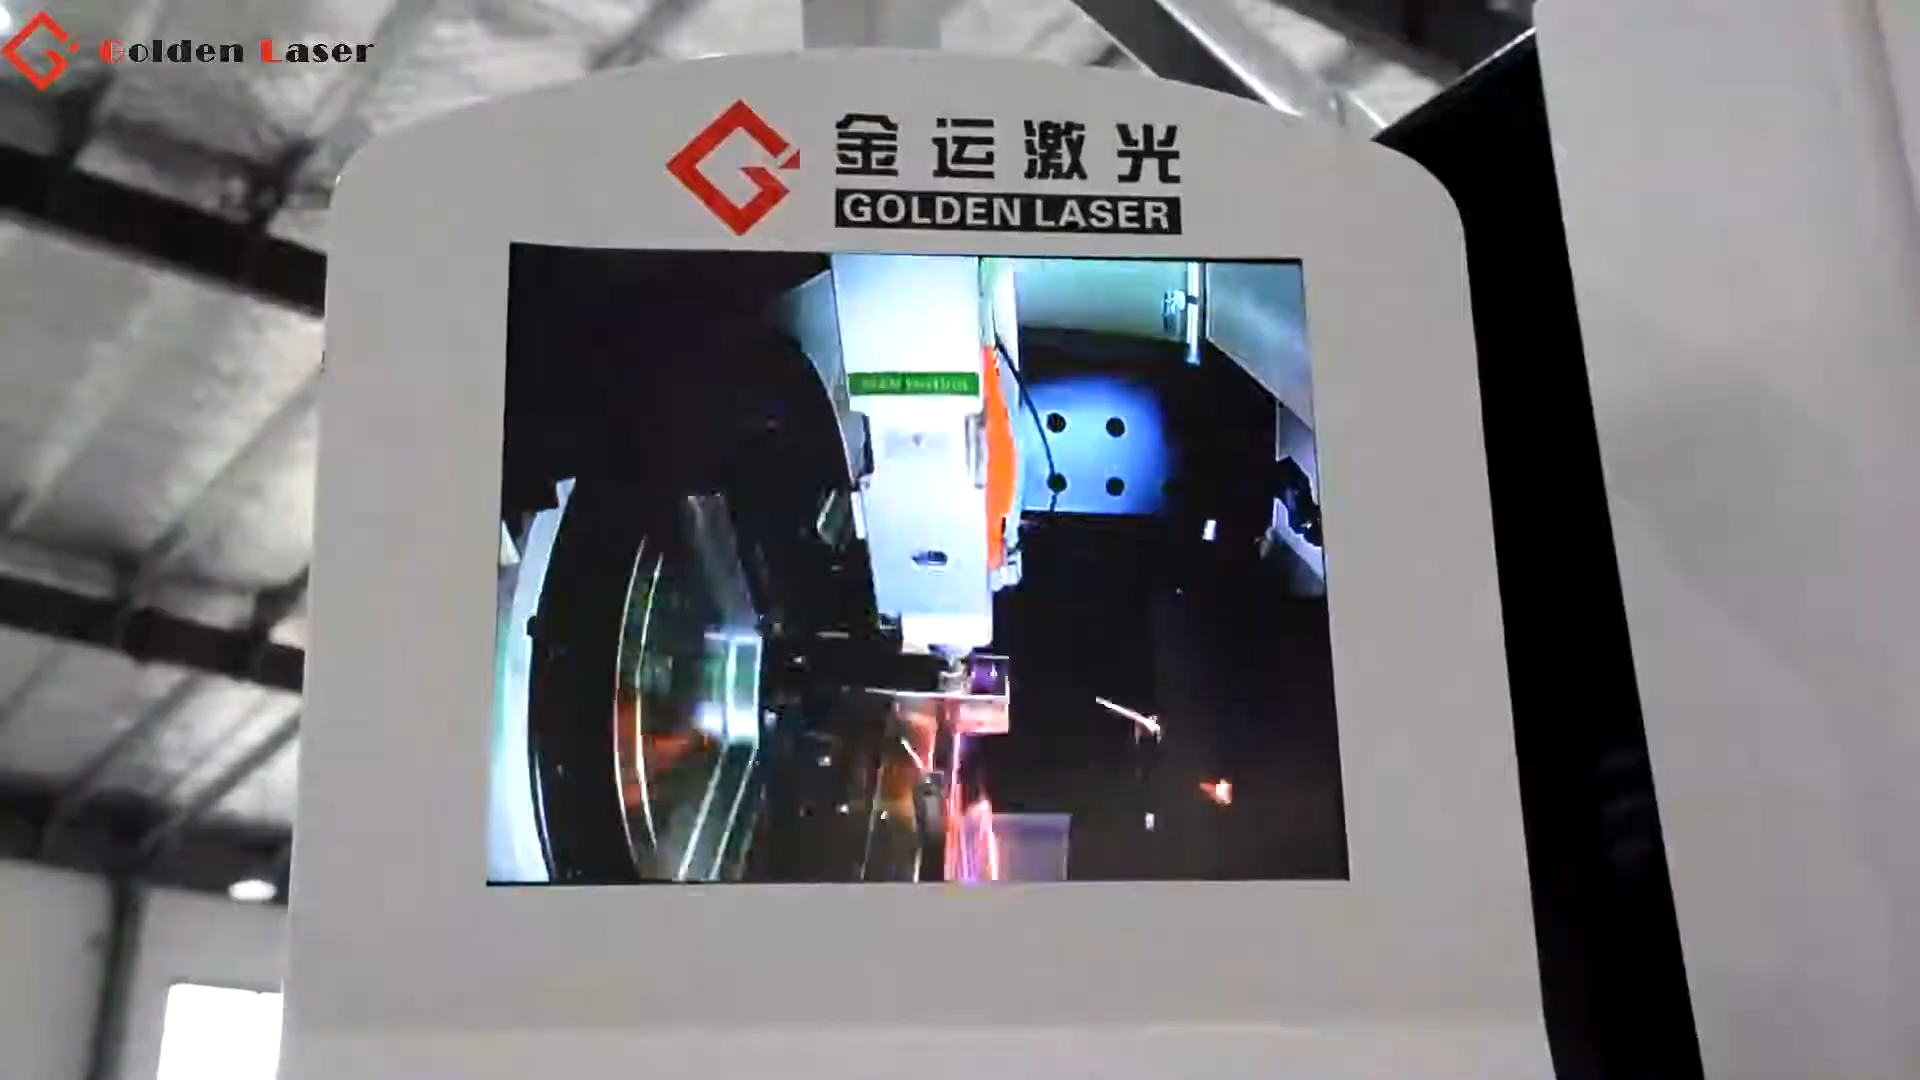 Golden Laser
金运激光
GOLDEN LASER